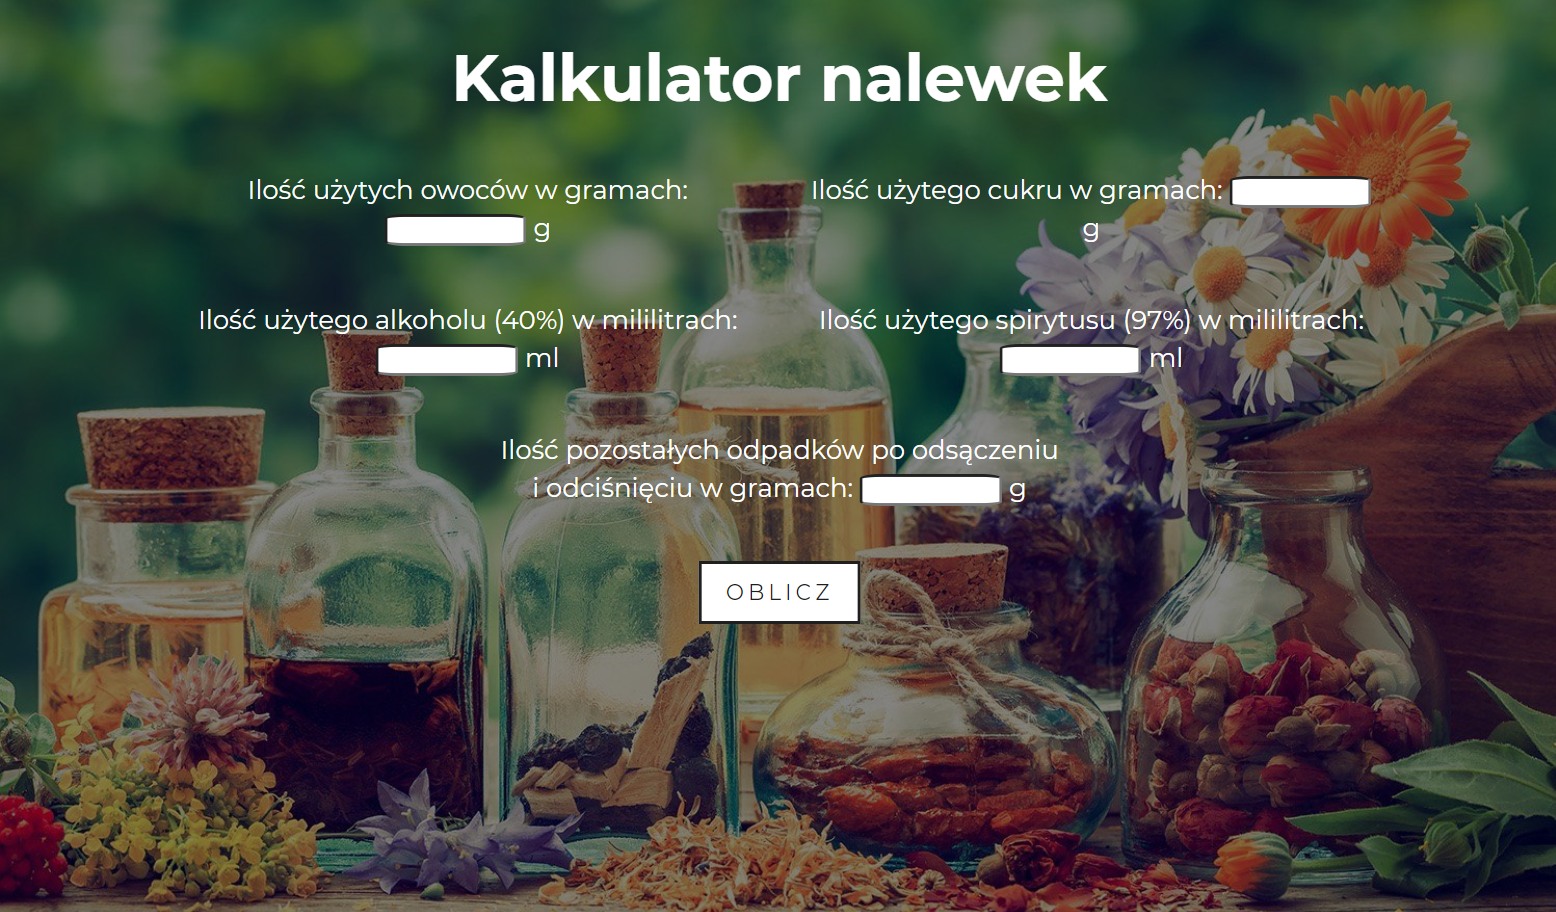 Kalkulator nalewek
Ilość użytych owoców w gramach:
g
Ilość użytego cukru w gramach:
g
Ilość użytego alkoholu (40%) w mililitrach:
ml
Ilość użytego spirytusu (97%) w mililitrach:
ml
Ilość pozostałych odpadków po odsączeniu
i odciśnięciu w gramach: g
OBLICZ